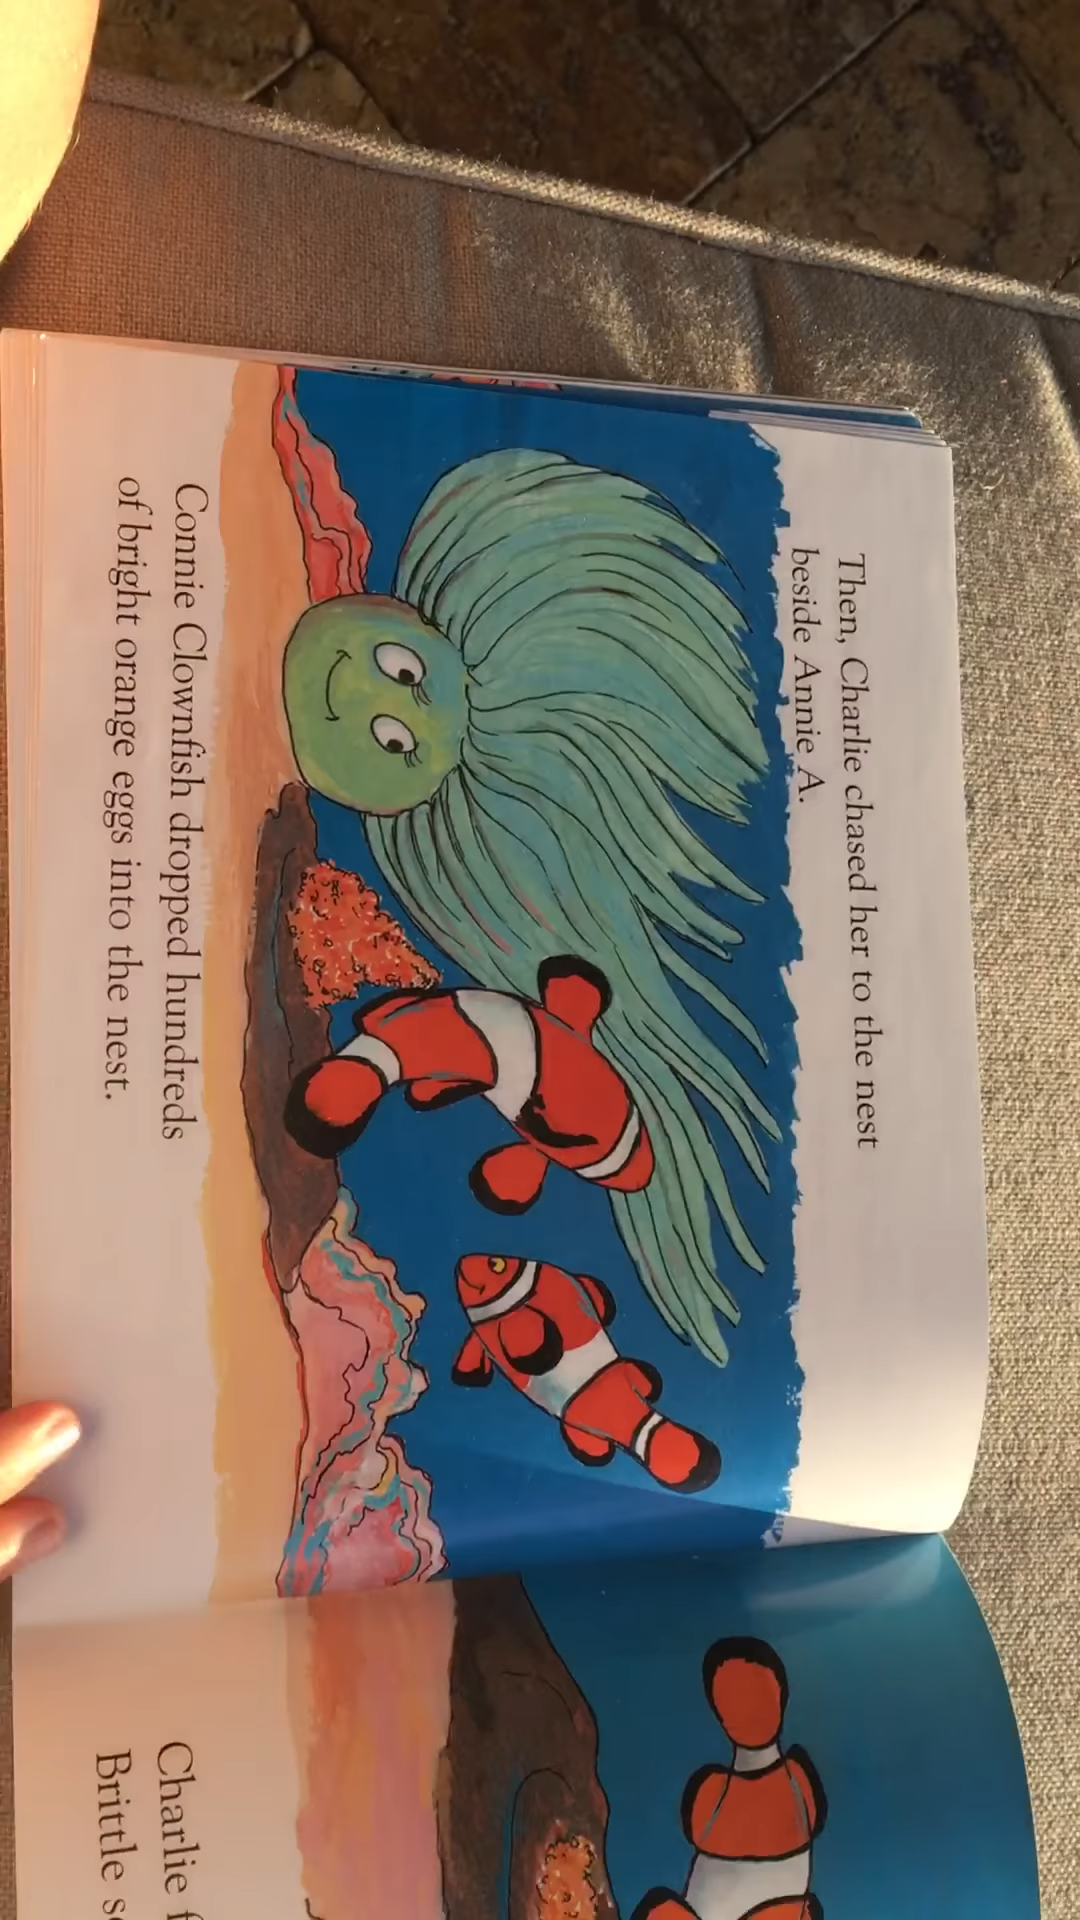 Then, Charlie chased her to the nest
beside Annie A.
Connie Clownfish dropped hundreds
of bright orange eggs into the nest.
Charlie
Brittle